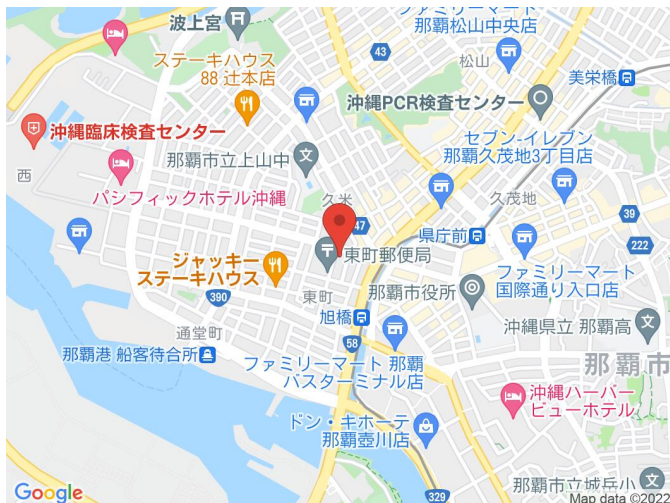 波上宮
ファミリーマート
那覇松山中央店
43
松山
ステーキハウス
88 辻本店
美栄橋
沖縄PCR検査センター
沖縄臨床検査センター
那覇市立上山中
セブン-イレブン
那覇久茂地3丁目店
西
パシフィックホテル沖縄
久米
久茂地
47
39
県庁前
222
東町郵便局
ジャッキー
ステーキハウス
ファミリーマート
国際通り入口店
那覇市役所
390
東町
旭橋
沖縄県立 那覇高
通堂町
58
那覇港 船客待合所
ファミリーマート 那覇
バスターミナル店
那覇市
沖縄ハーバー
ビューホテル
ドン・キホーテ
那覇壺川店
那覇市立城岳小
329
Google
Map data ©2022